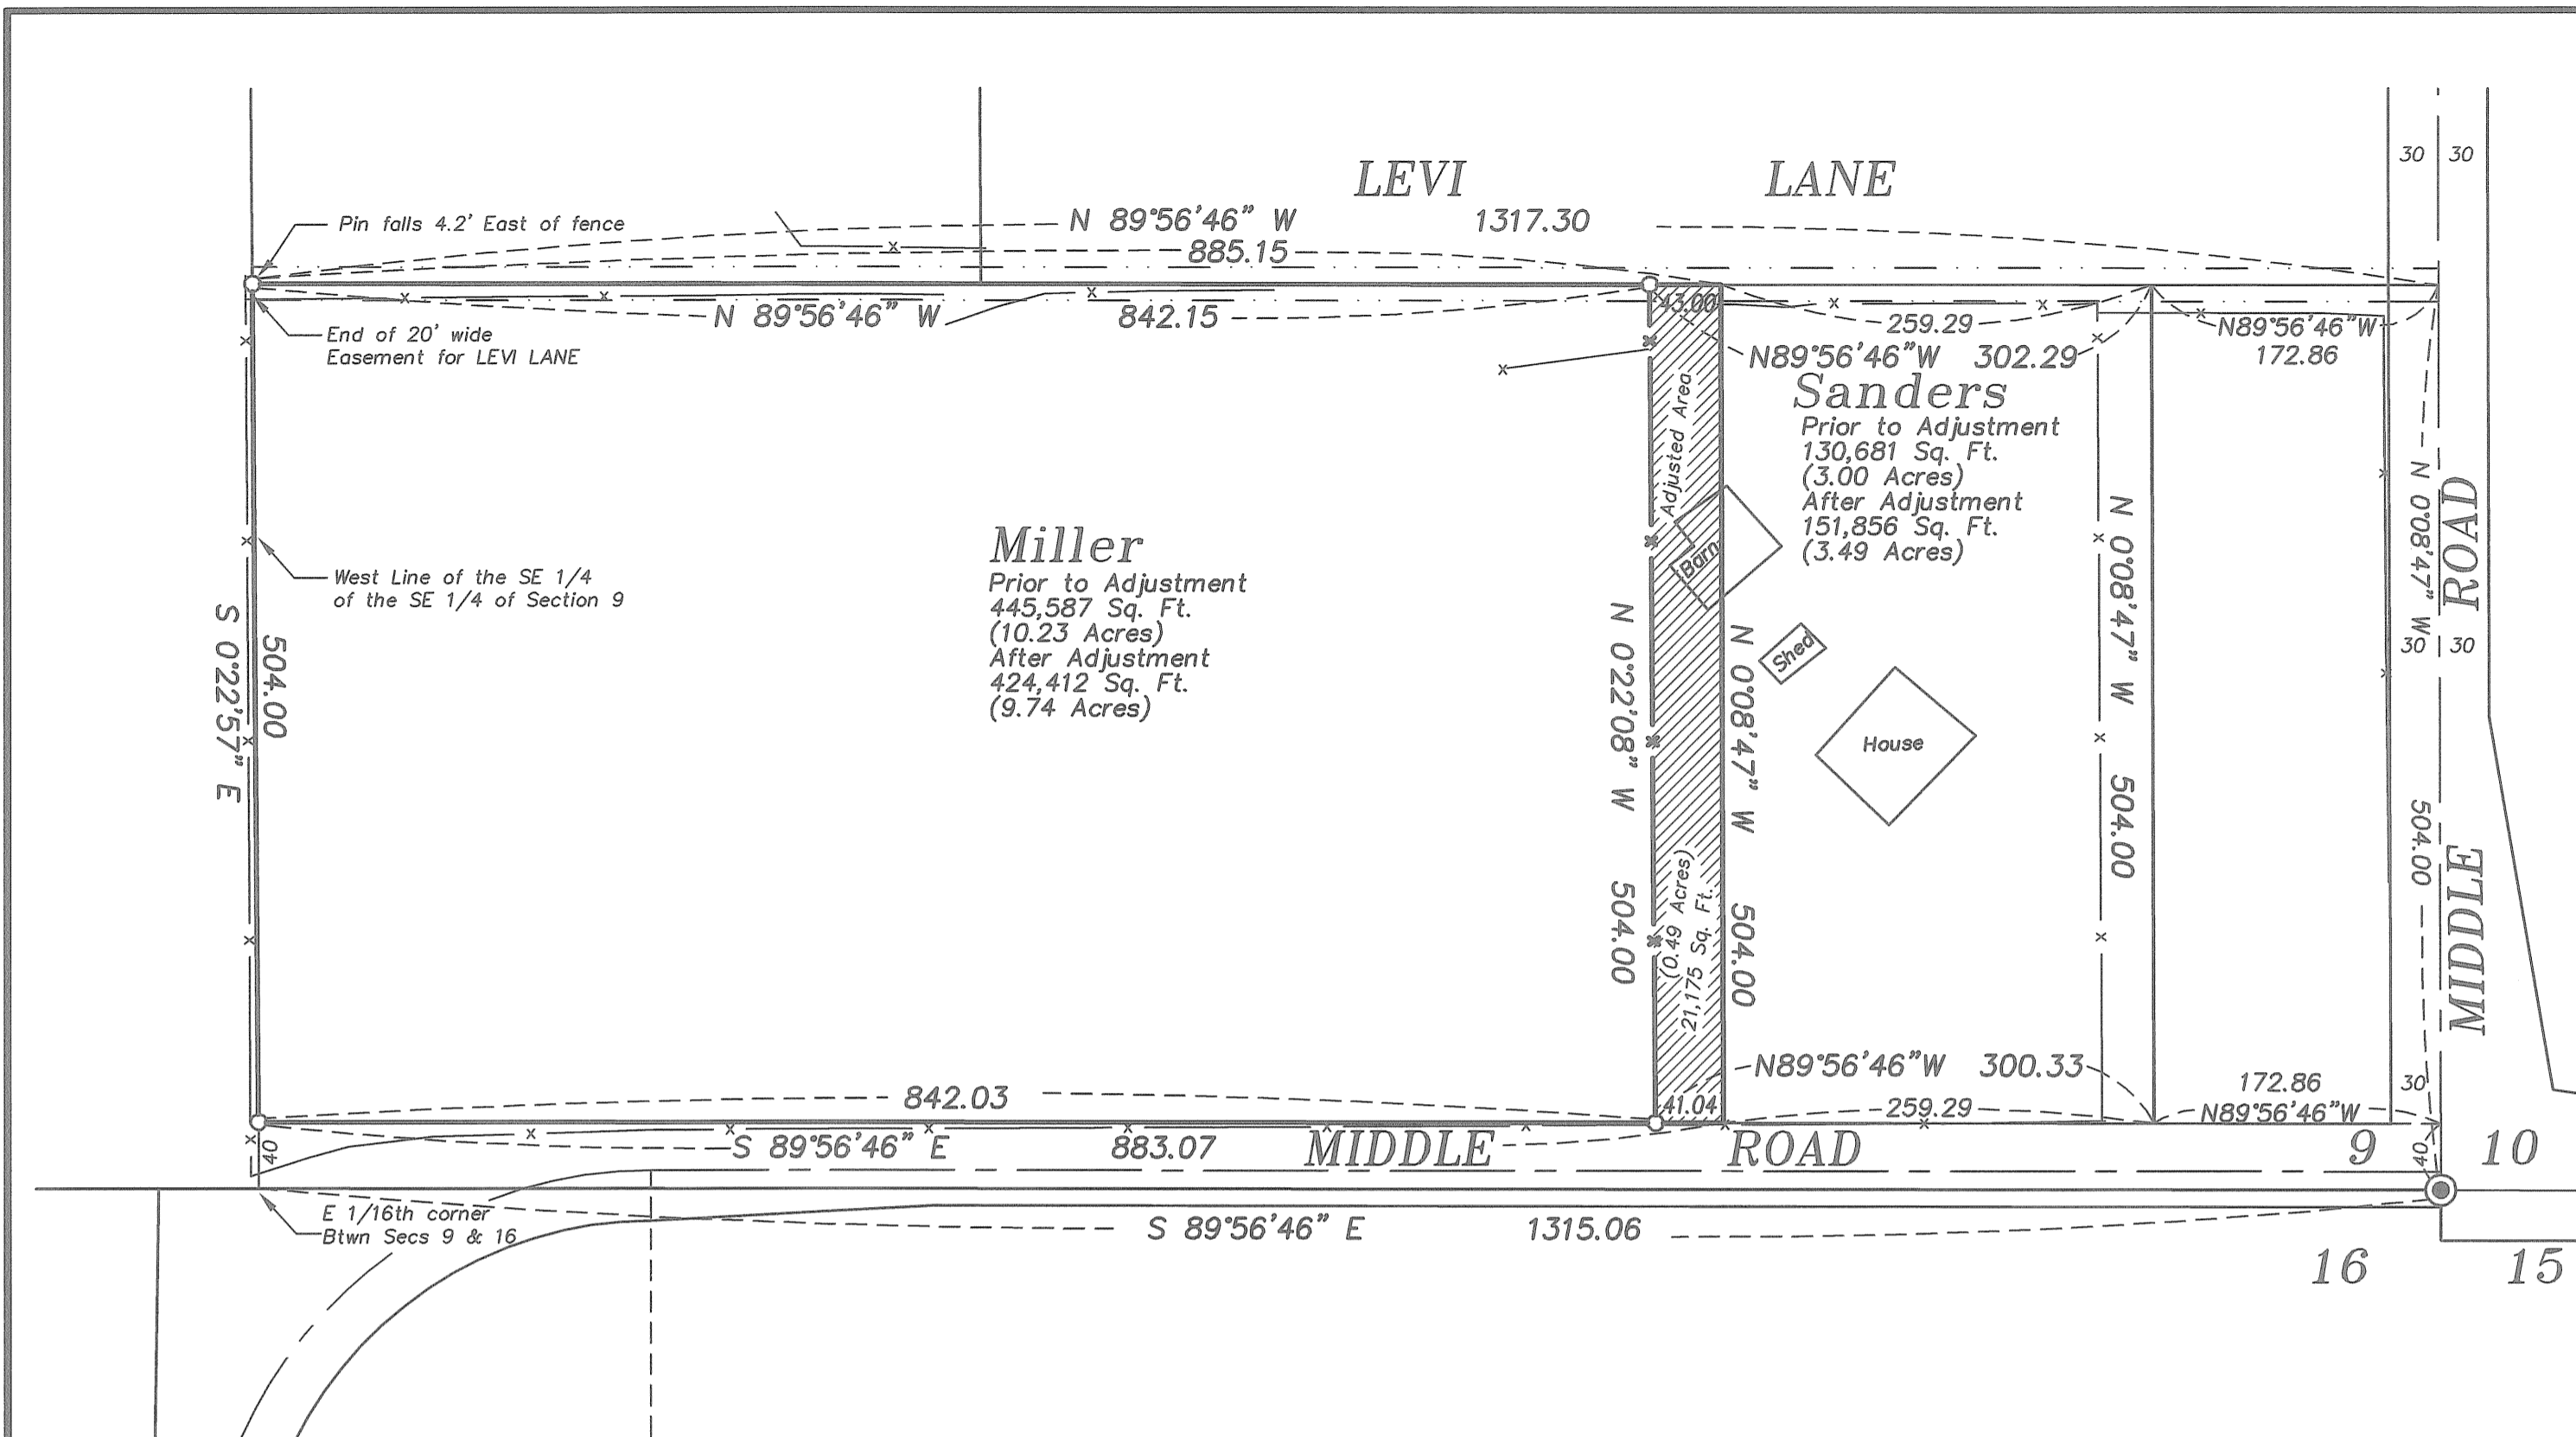 LEVI LANE
30 30
Pin falls 4.2' East of fence
N 89°56'46" W 1317.30
885.15
N 89°56'46" W 842.15
End of 20' wide
Easement for LEVI LANE
43.00
259.29
N89°56'46"W 302.29
N89°56'46"W
172.86
Sanders
Prior to Adjustment
130,681 Sq. Ft.
(3.00 Acres)
After Adjustment
151,856 Sq. Ft.
(3.49 Acres)
Adjusted Area
Barn
Shed
House
Miller
Prior to Adjustment
445,587 Sq. Ft.
(10.23 Acres)
After Adjustment
424,412 Sq. Ft.
(9.74 Acres)
West Line of the SE 1/4
of the SE 1/4 of Section 9
S 0°22'57" E
504.00
N 0°22'08" W 504.00
(0.49 Acres)
21,175 Sq. Ft.
N 0°08'47" W 504.00
N 0°08'47" W 504.00
N 0°08'47" W 504.00
30 30
MIDDLE ROAD
842.03
41.04
N89°56'46"W 300.33
259.29
172.86
N89°56'46"W
30
40
S 89°56'46" E 883.07
MIDDLE ROAD
40
9 10
E 1/16th corner
Btwn Secs 9 & 16
S 89°56'46" E 1315.06
16 15